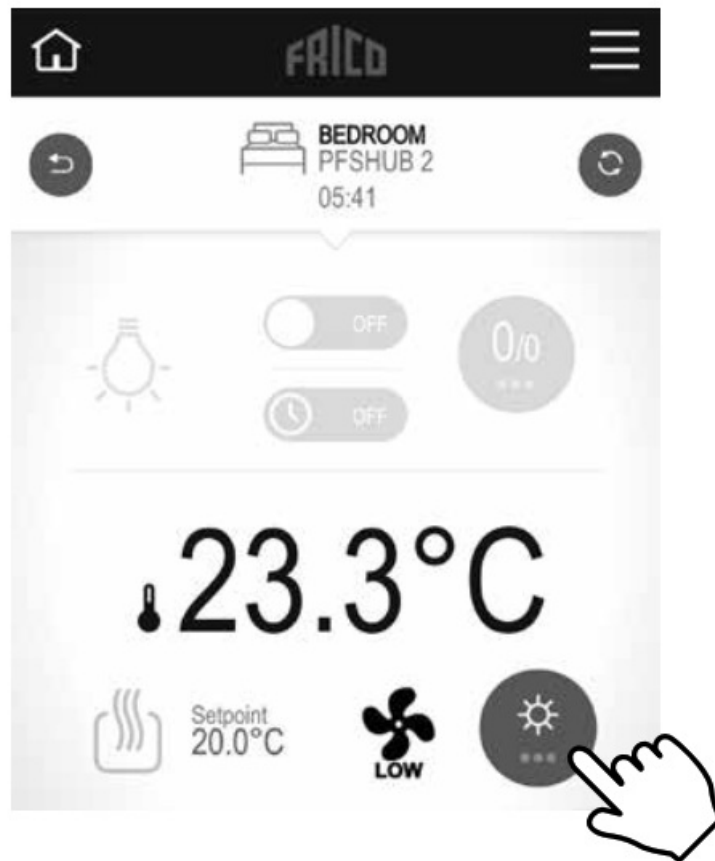 FRICO
BEDROOM
PFSHUB 2
05:41
OFF
0/0
OFF
23.3°C
Setpoint
20.0°C
LOW